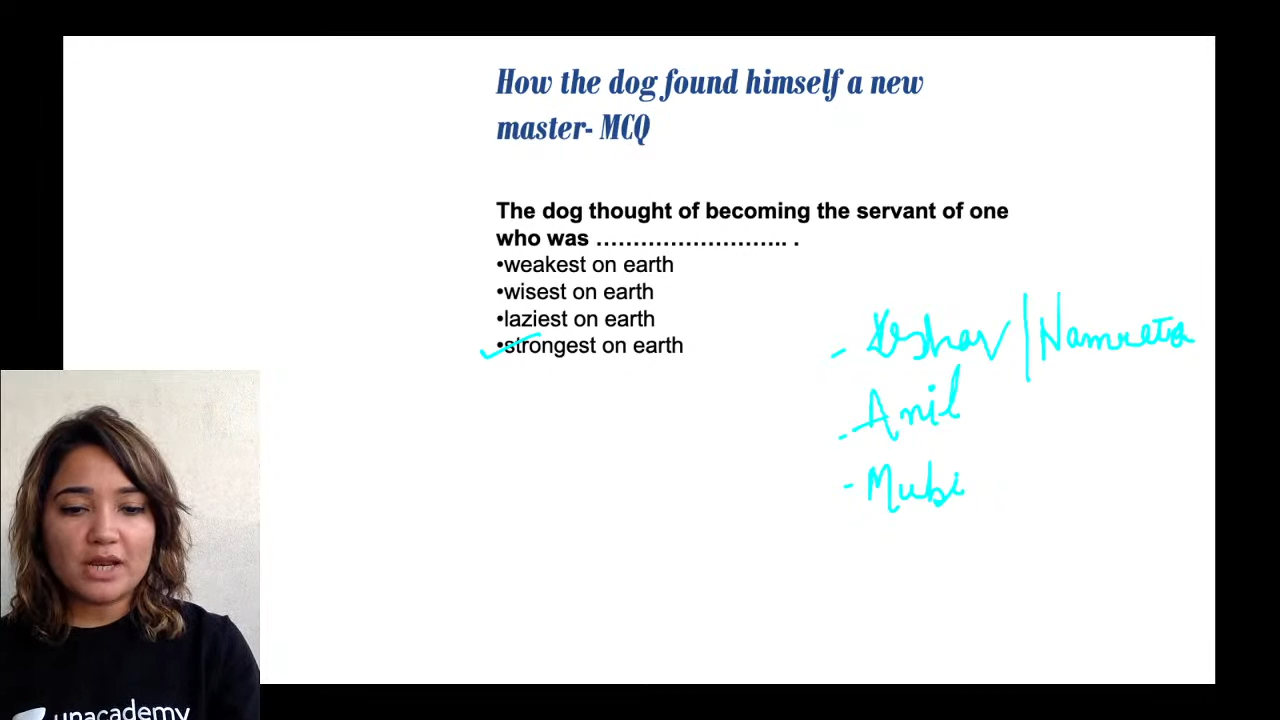 How the dog found himself a new
master- MCQ
The dog thought of becoming the servant of one
who was ........................... .
•weakest on earth
•wisest on earth
•laziest on earth
•strongest on earth
- Keshav | Namreta
- Anil
- Mubi
unacademy